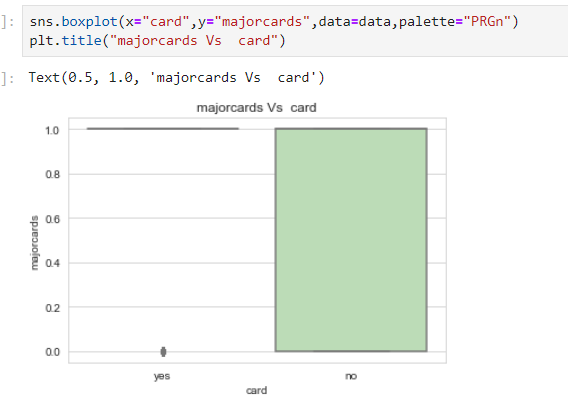 ]: sns.boxplot(x="card",y="majorcards",data=data,palette="PRGn")
plt.title("majorcards Vs  card")
]: Text(0.5, 1.0, 'majorcards Vs  card')
majorcards Vs  card
1.0
0.8
0.6
0.4
0.2
0.0
majorcards
yes no
card